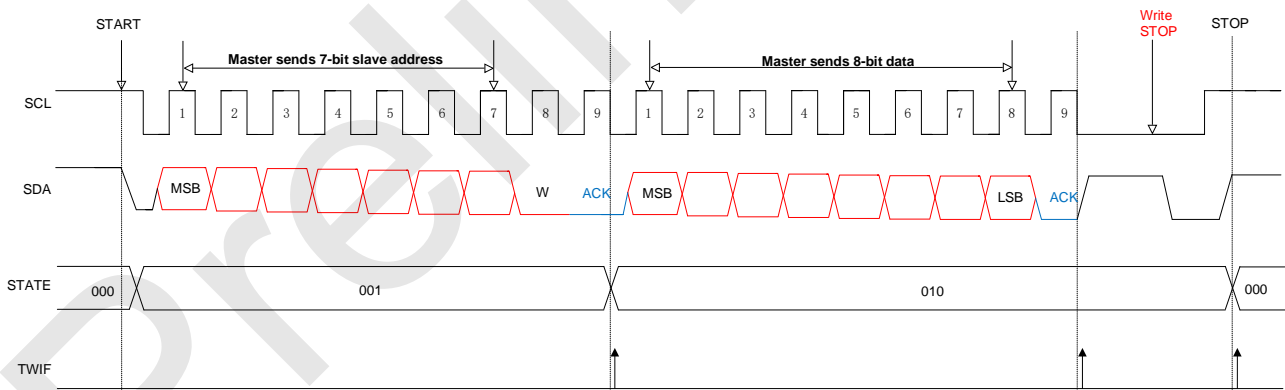 START
Write
STOP
STOP
Master sends 7-bit slave address
Master sends 8-bit data
SCL
1 2 3 4 5 6 7 8 9 1 2 3 4 5 6 7 8 9
SDA
MSB W ACK MSB LSB ACK
STATE
000 001 010 000
TWIF
Prelim